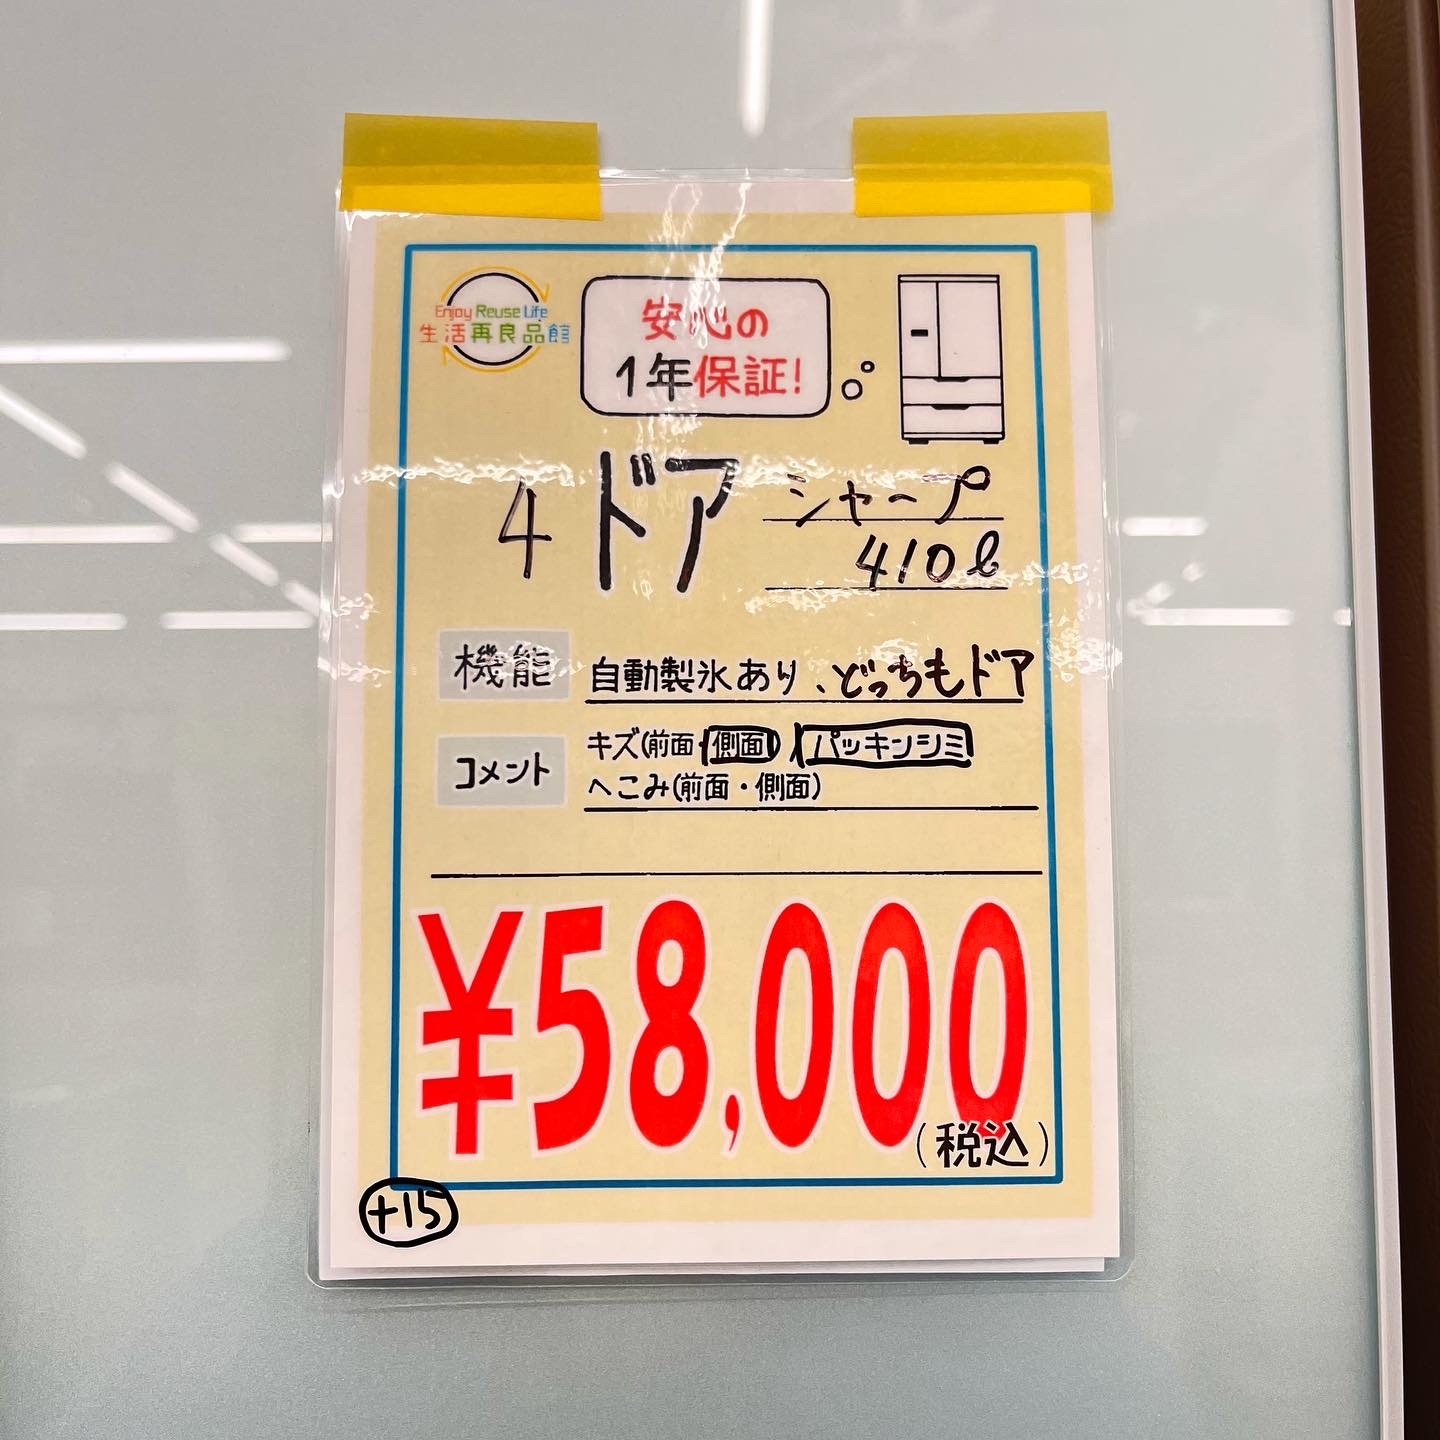 Enjoy Reuse Life
生活再良品館
安心の
1年保証!
4ドア
シャープ
410ℓ
機能
自動製氷あり、どっちもドア
コメント
キズ(前面・側面) パッキンシミ
へこみ(前面・側面)
¥58,000
(税込)
+15